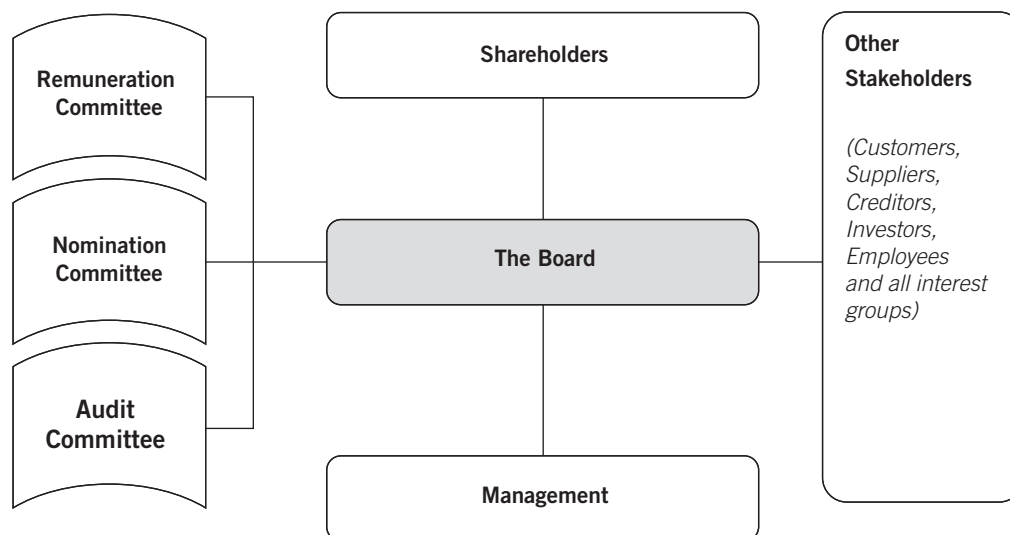 Remuneration
Committee
Nomination
Committee
Audit
Committee
Shareholders
The Board
Management
Other
Stakeholders
(Customers,
Suppliers,
Creditors,
Investors,
Employees
and all interest
groups)